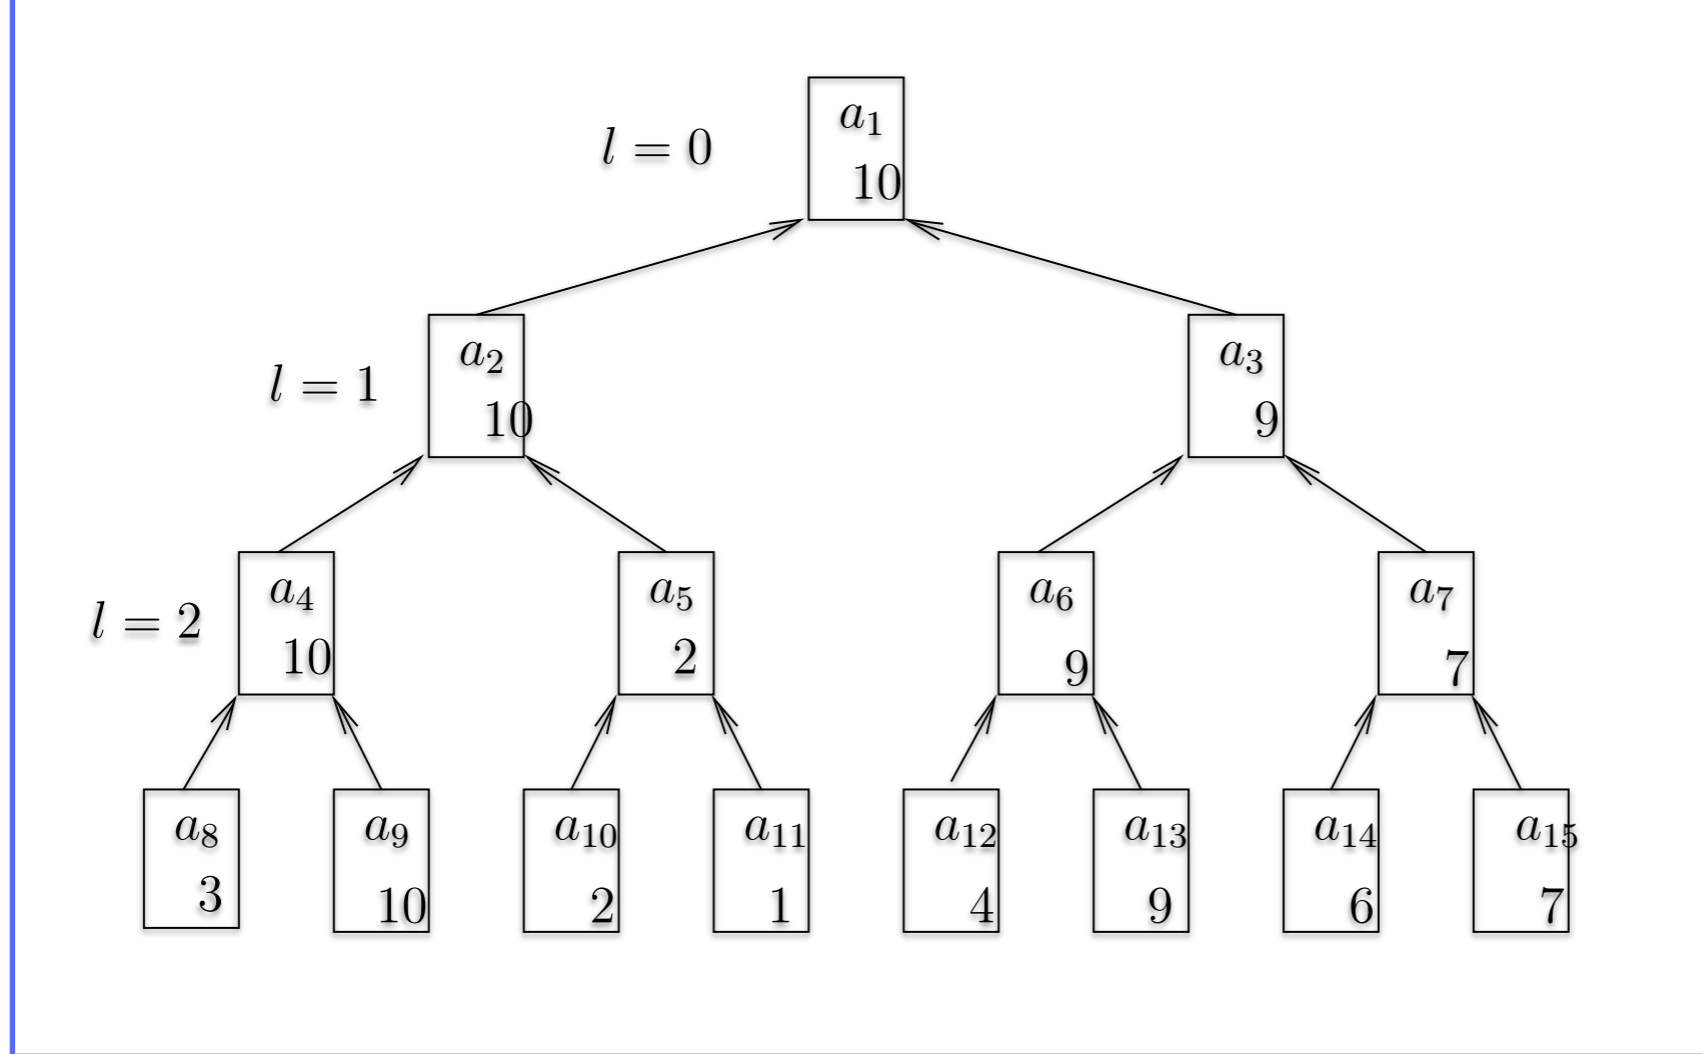 a₁
l = 0
10
a₂
a₃
l = 1
10
9
a₄
a₅
a₆
a₇
l = 2
10
2
9
7
a₈
a₉
a₁₀
a₁₁
a₁₂
a₁₃
a₁₄
a₁₅
3
10
2
1
4
9
6
7